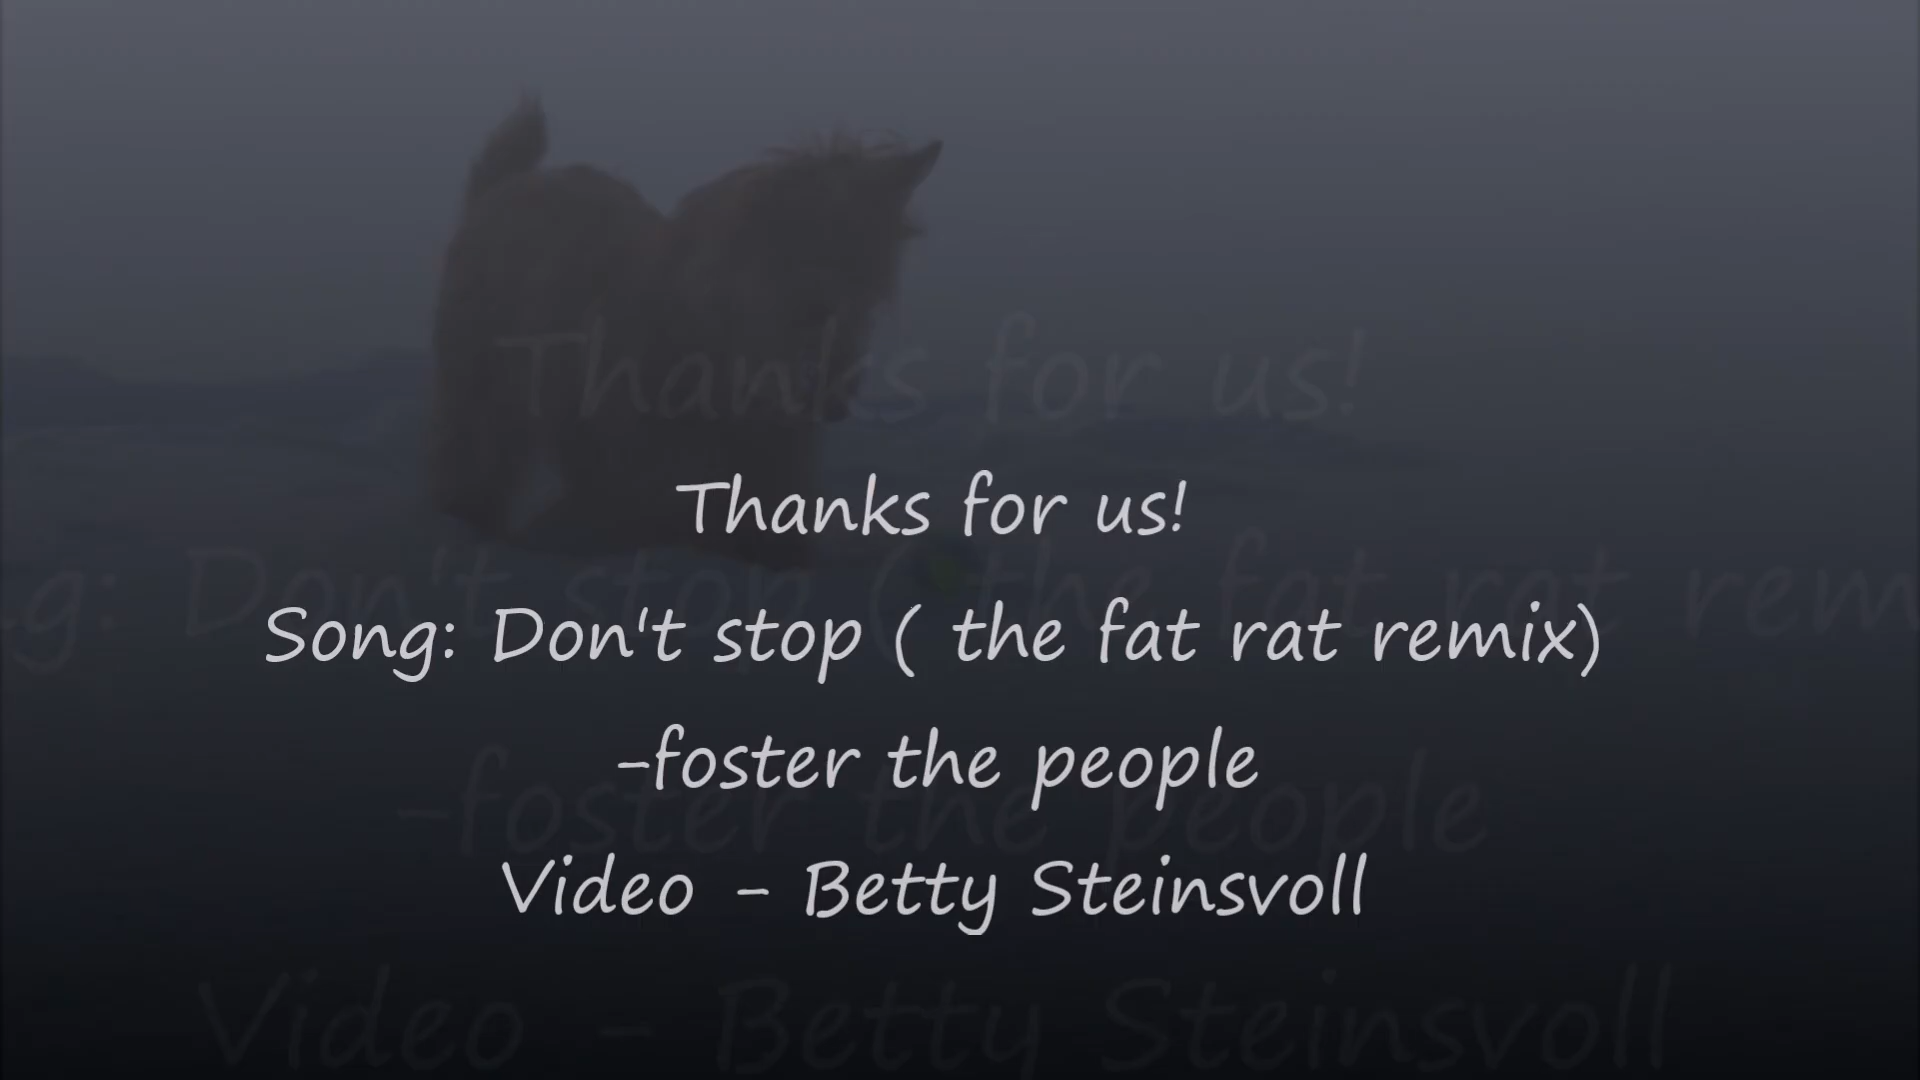 Thanks for us!
Song: Don't stop ( the fat rat remix)
-foster the people
Video - Betty Steinsvoll